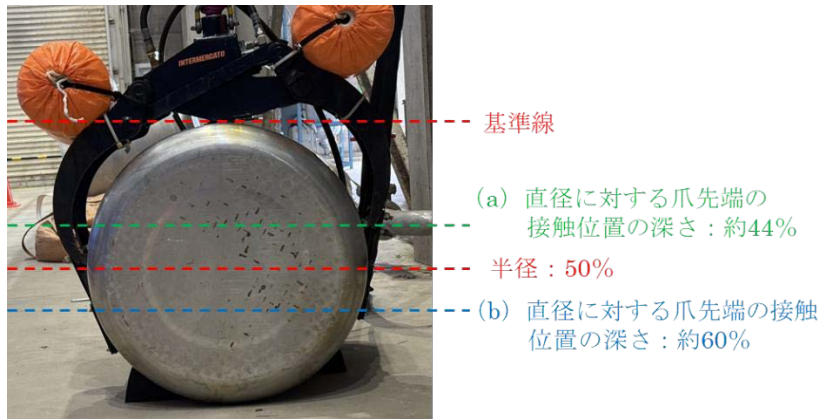 INTERMERCATO
基準線
(a) 直径に対する爪先端の
接触位置の深さ：約44%
半径：50%
(b) 直径に対する爪先端の接触
位置の深さ：約60%